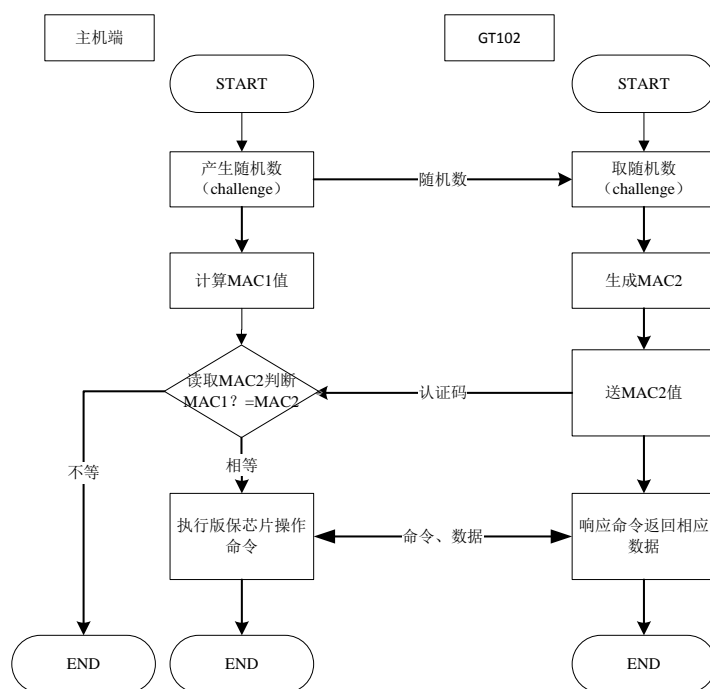 主机端
GT102
START
START
产生随机数
（challenge）
随机数
取随机数
（challenge）
计算MAC1值
生成MAC2
读取MAC2判断
MAC1？=MAC2
认证码
送MAC2值
不等
相等
执行版保芯片操作
命令
命令、数据
响应命令返回相应
数据
END
END
END